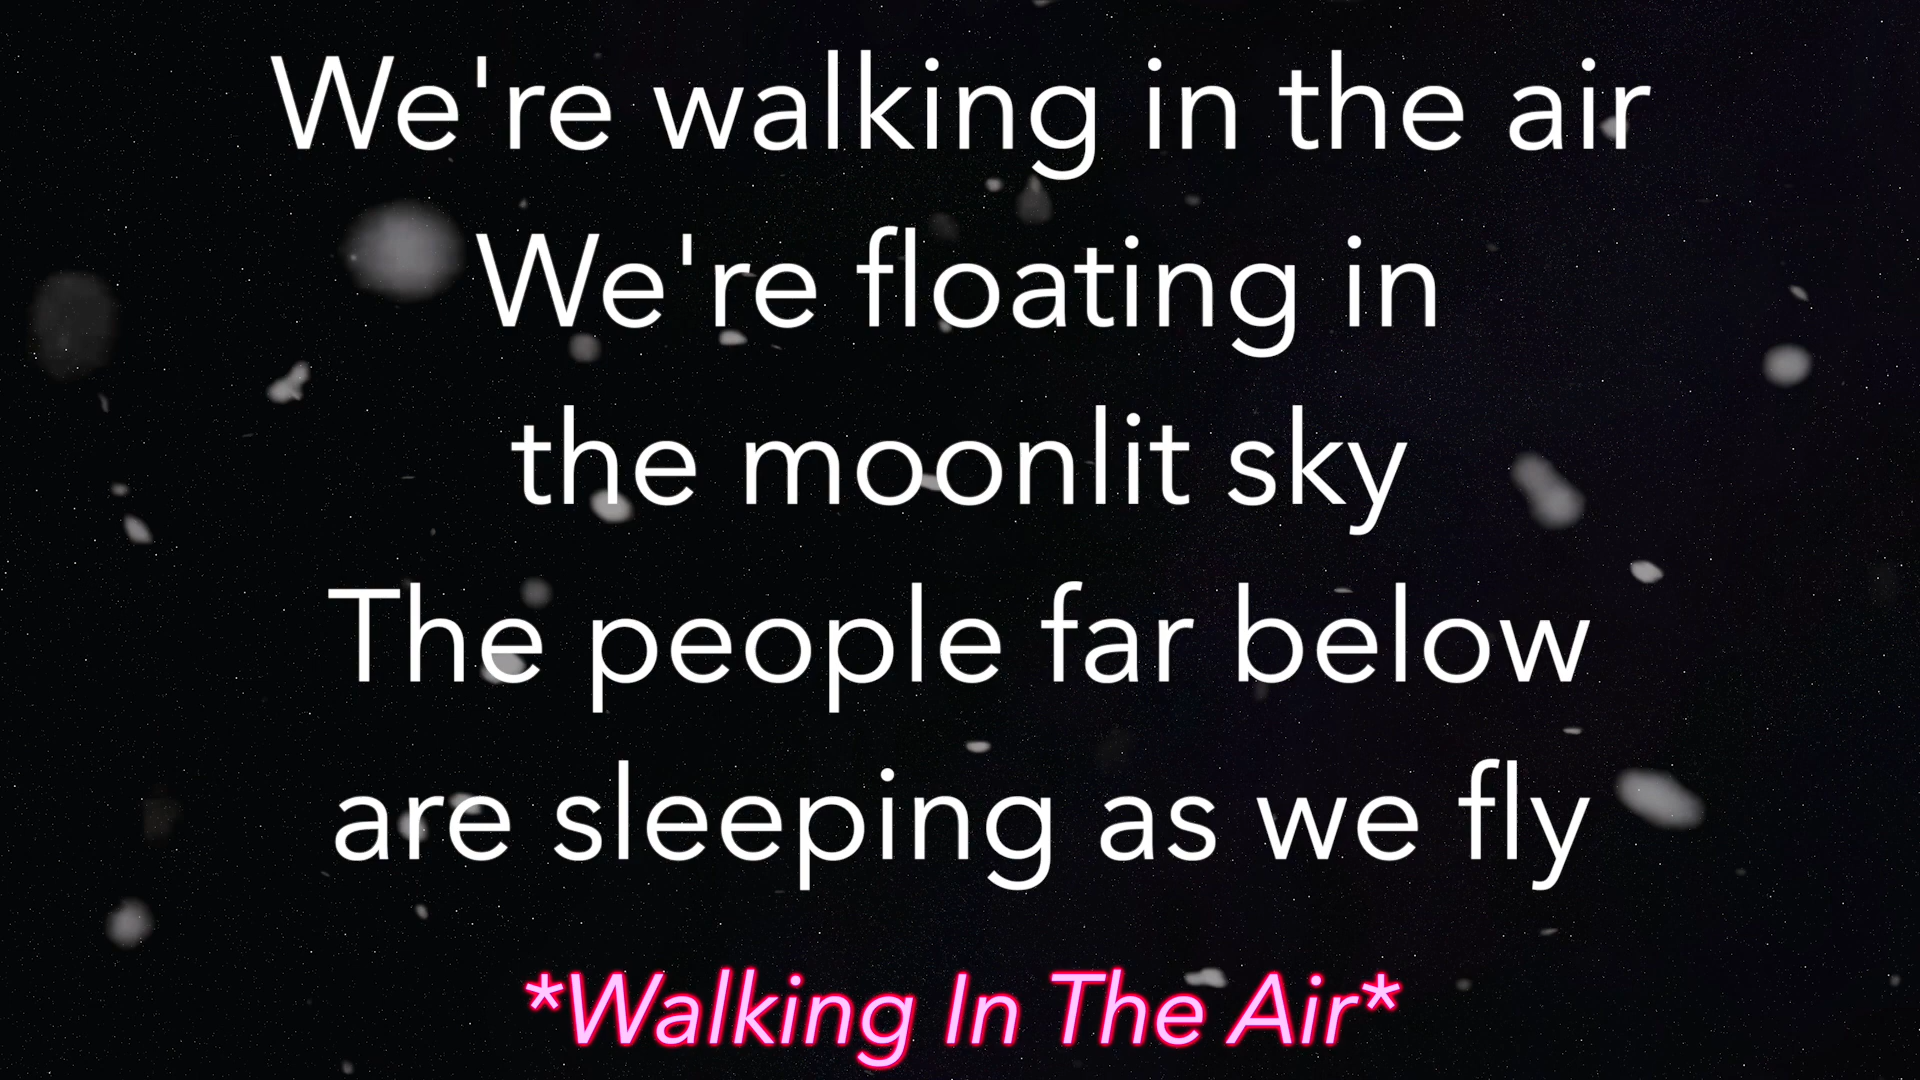 We're walking in the air
We're floating in
the moonlit sky
The people far below
are sleeping as we fly
*Walking In The Air*